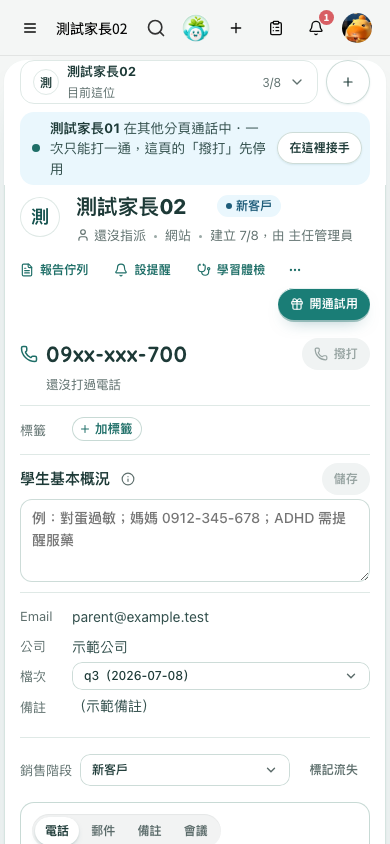 測試家長02
1
測
測試家長02
目前這位
3/8
測試家長01 在其他分頁通話中．一
次只能打一通，這頁的「撥打」先停
用
在這裡接手
測
測試家長02
新客戶
還沒指派 • 網站 • 建立 7/8，由 主任管理員
報告佇列
設提醒
學習體檢
...
開通試用
09xx-xxx-700
撥打
還沒打過電話
標籤
+ 加標籤
學生基本概況
儲存
例：對蛋過敏；媽媽 0912-345-678；ADHD 需提
醒服藥
Email
parent@example.test
公司
示範公司
檔次
q3（2026-07-08）
備註
（示範備註）
銷售階段
新客戶
標記流失
電話
郵件
備註
會議